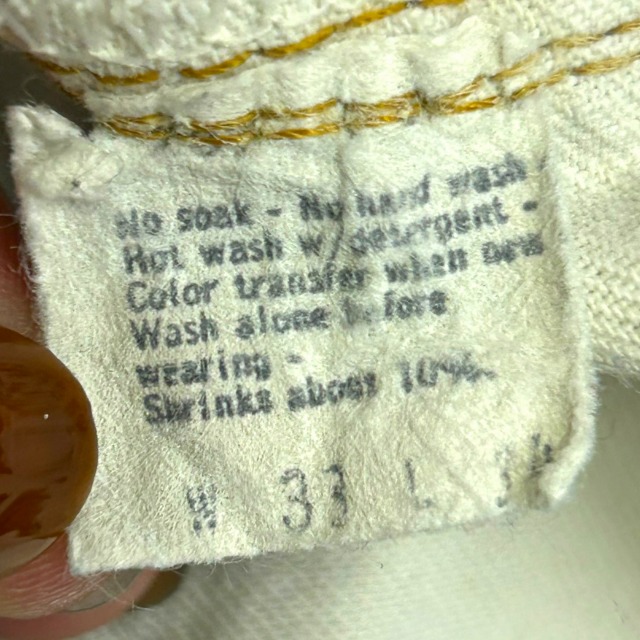 No soak - No hand wash
Hot wash w/ detergent -
Color transfer when new
Wash alone before
wearing -
Shrinks about 10%
W 33 L 34